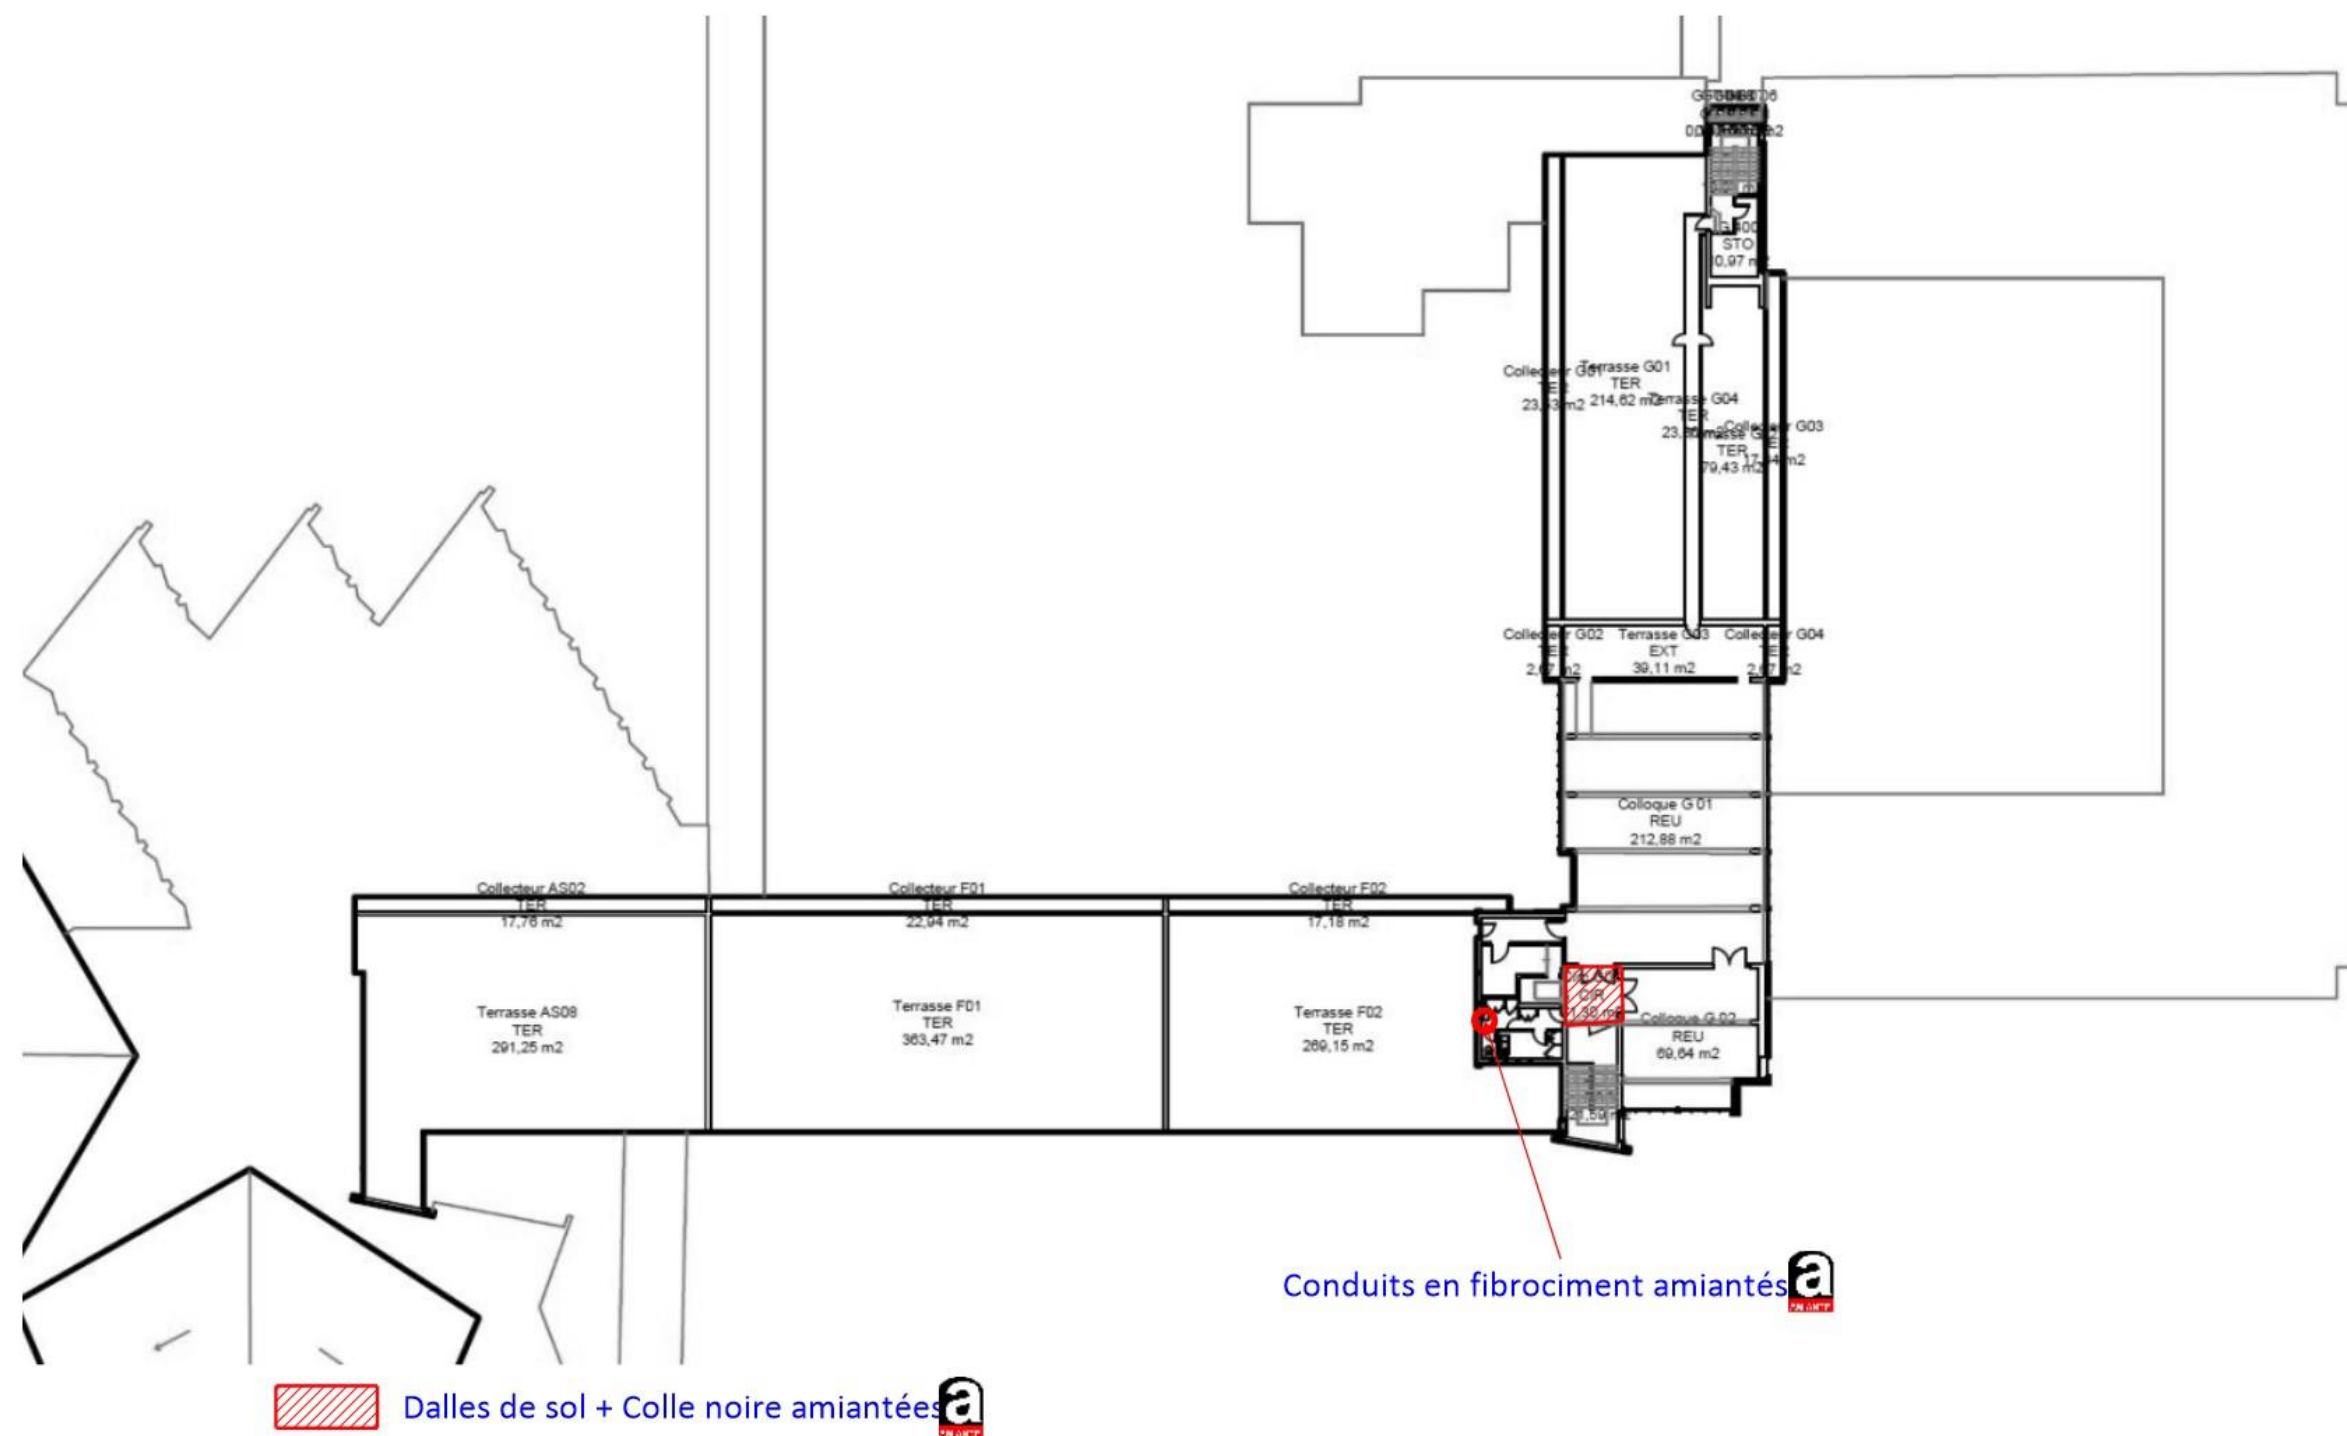 STO
Terrasse G01
TER
214,62 m2
Terrasse G04
TER
Collecteur G03
TER
79,43 m2
Collecteur G02
Terrasse G03
EXT
39,11 m2
Collecteur G04
Colloque G 01
REU
212,88 m2
Collecteur AS02
TER
17,76 m2
Collecteur F01
TER
22,94 m2
Collecteur F02
TER
17,18 m2
Terrasse AS08
TER
291,25 m2
Terrasse F01
TER
363,47 m2
Terrasse F02
TER
269,15 m2
CIR
Colloque G 02
REU
69,64 m2
Conduits en fibrociment amiantés
a
Dalles de sol + Colle noire amiantées
a